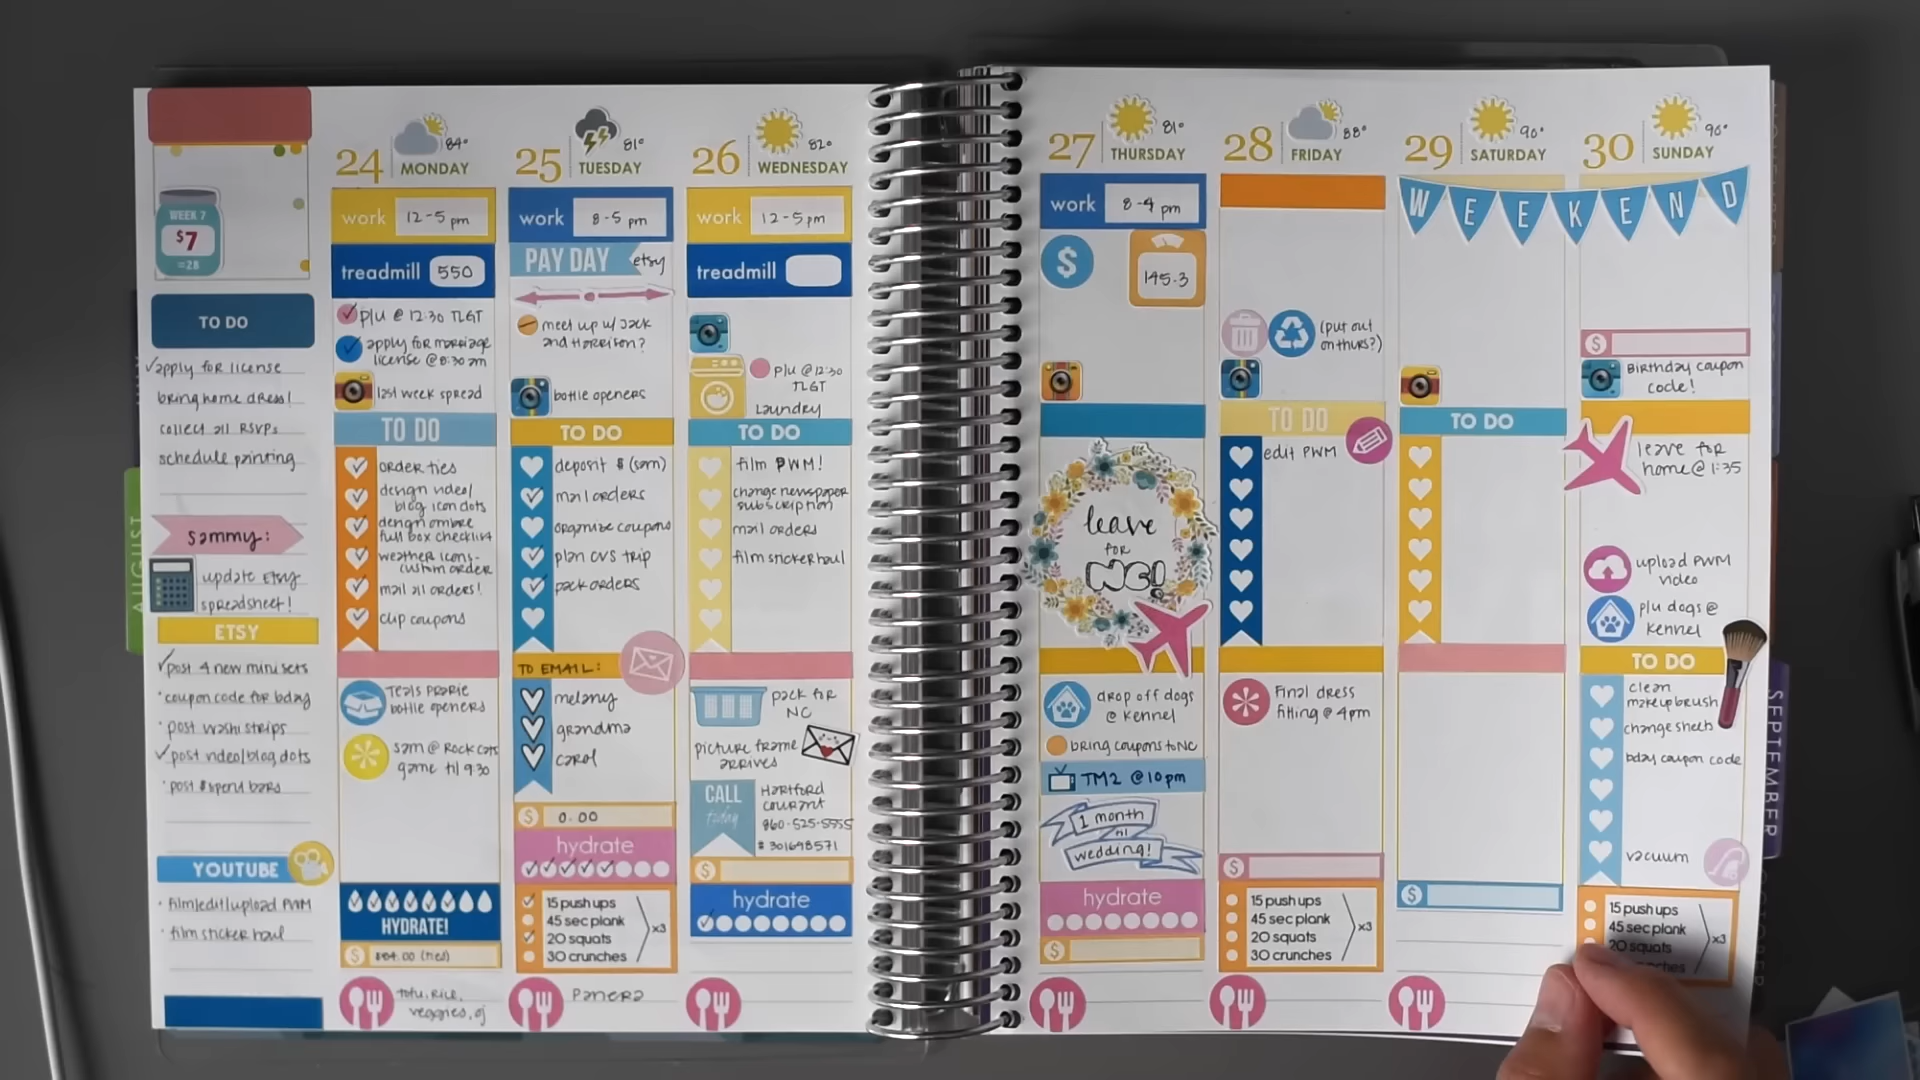 WEEK 7
$7
=28
TO DO
apply for license
bring home dress!
collect all RSVPs
schedule printing
sammy:
update Etsy
spreadsheet!
ETSY
post 4 new mini sets
coupon code for bday
post washi strips
post video/blog dots
post $spend bars
YOUTUBE
film/edit/upload PWM
film sticker haul
24 MONDAY
84°
work 12-5 pm
treadmill 550
p/u @ 12:30 TLGT
apply for marriage
license @ 8:30 am
last week spread
TO DO
order ties
design video/
blog icon dots
design ombre
full box checklist
weather icons-
custom order
mail all orders!
clip coupons
Teals Prairie
bottle openers
sam @ Rock cats
game til 9:30
HYDRATE!
$
tofu, rice,
veggies, oj
25 TUESDAY
81°
work 8-5 pm
PAY DAY etsy
meet up w/ Jack
and Harrison?
bottle openers
TO DO
deposit $ (sam)
mail orders
organize coupons
plan CVS trip
pack orders
TO EMAIL:
melany
grandma
carol
$ 0.00
hydrate
15 push ups
45 sec plank
20 squats
30 crunches
x3
Panera
26 WEDNESDAY
82°
work 12-5 pm
treadmill
p/u @ 12:30
TLGT
Laundry
TO DO
film PWM!
change newspaper
subscription
mail orders
film sticker haul
pack for
NC
picture frame
arrives
CALL
today
Hartford
Courant
860-525-5555
# 301698571
$
hydrate
27 THURSDAY
81°
work 8-4 pm
$
145.3
leave
for
NC!
drop off dogs
@ Kennel
bring coupons to NC
TM2 @ 10pm
1 month
til
wedding!
hydrate
$
28 FRIDAY
88°
(put out
on thurs?)
TO DO
edit PWM
Final dress
fitting @ 4pm
$
15 push ups
45 sec plank
20 squats
30 crunches
x3
29 SATURDAY
90°
WEEKEND
TO DO
$
30 SUNDAY
90°
$
Birthday coupon
code!
leave for
home @ 1:35
upload PWM
video
p/u dogs @
Kennel
TO DO
clean
makeup brush
change sheets
bday coupon code
vacuum
15 push ups
45 sec plank
20 squats
x3
AUGUST
SEPTEMBER